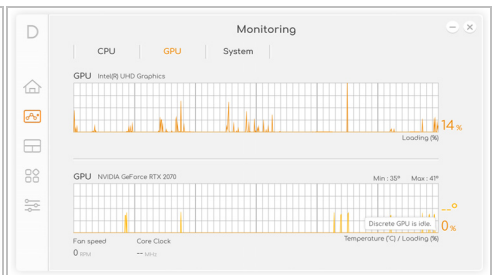 D
Monitoring
CPU GPU System
GPU Intel(R) UHD Graphics
14 %
Loading (%)
GPU NVIDIA GeForce RTX 2070 Min : 35° Max : 41°
--°
Discrete GPU is idle.
0 %
Temperature (°C) / Loading (%)
Fan speed Core Clock
0 RPM -- MHz